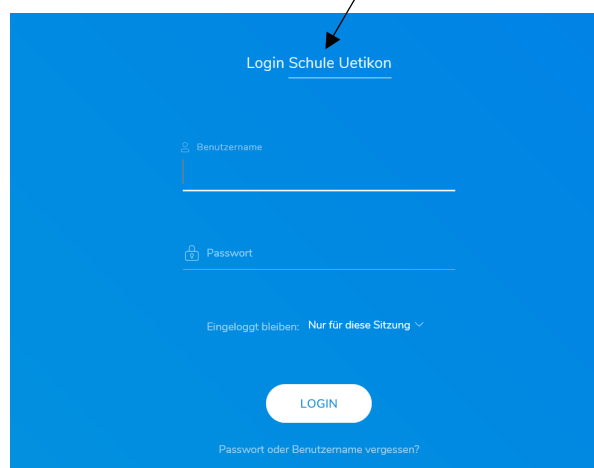 Login Schule Uetikon
Benutzername
Passwort
Eingeloggt bleiben: Nur für diese Sitzung
LOGIN
Passwort oder Benutzername vergessen?